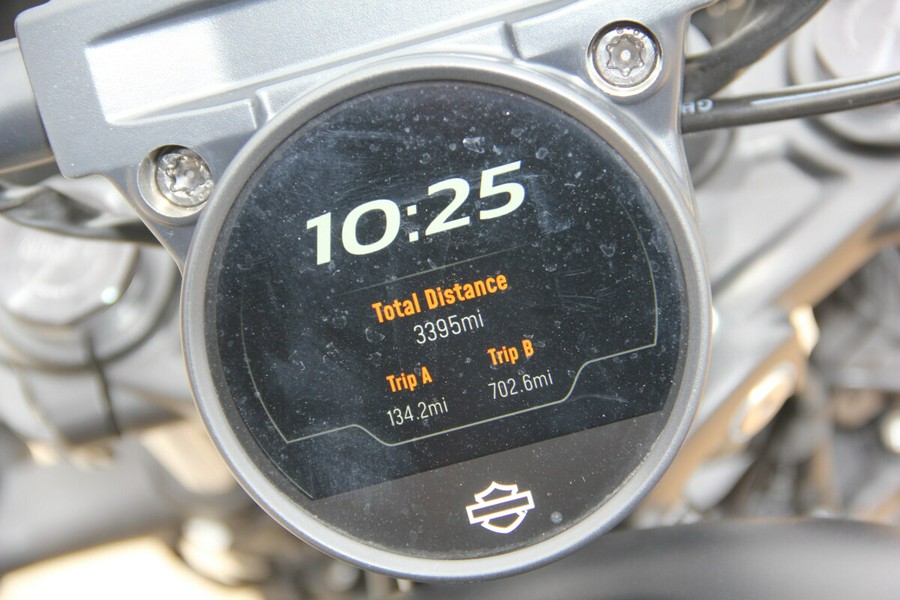 10:25
Total Distance
3395mi
Trip A Trip B
134.2mi 702.6mi